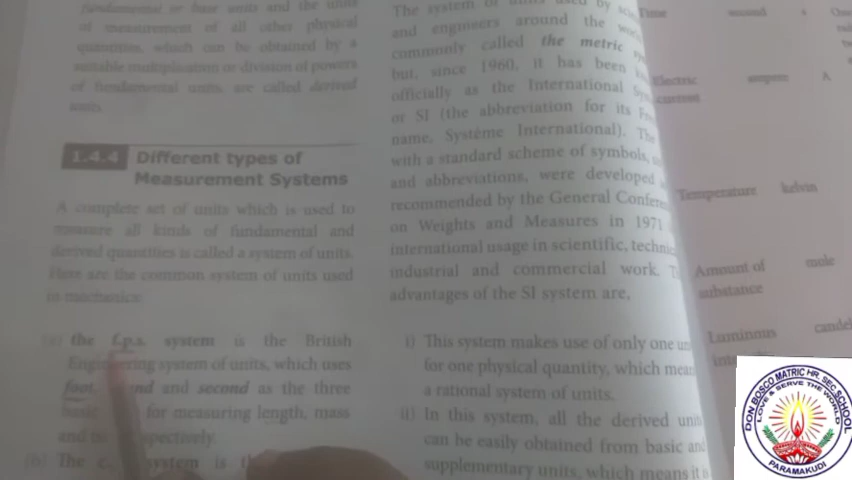 fundamental or base units and the units
of measurement of all other physical
quantities, which can be obtained by a
suitable multiplication or division of powers
of fundamental units, are called derived
units.
1.4.4 Different types of
Measurement Systems
A complete set of units which is used to
measure all kinds of fundamental and
derived quantities is called a system of units.
Here are the common system of units used
in mechanics:
(a) the f.p.s. system is the British
Engineering system of units, which uses
foot, and second as the three
basic for measuring length, mass
and respectively.
(b) The c. system is
The system of units used by
and engineers around the
commonly called the metric
but, since 1960, it has been
officially as the International
or SI (the abbreviation for its
name, Système International). The
with a standard scheme of symbols,
and abbreviations, were developed
recommended by the General
on Weights and Measures in 1971
international usage in scientific,
industrial and commercial work.
advantages of the SI system are,
i) This system makes use of only one
for one physical quantity, which
a rational system of units.
ii) In this system, all the derived
can be easily obtained from basic and
supplementary units, which means it is
Time second s
Electric ampere A
current
Temperature kelvin
Amount of mole
substance
Luminous
DON BOSCO MATRIC HR. SEC. SCHOOL
LOVE & SERVE THE WORLD
PARAMAKUDI